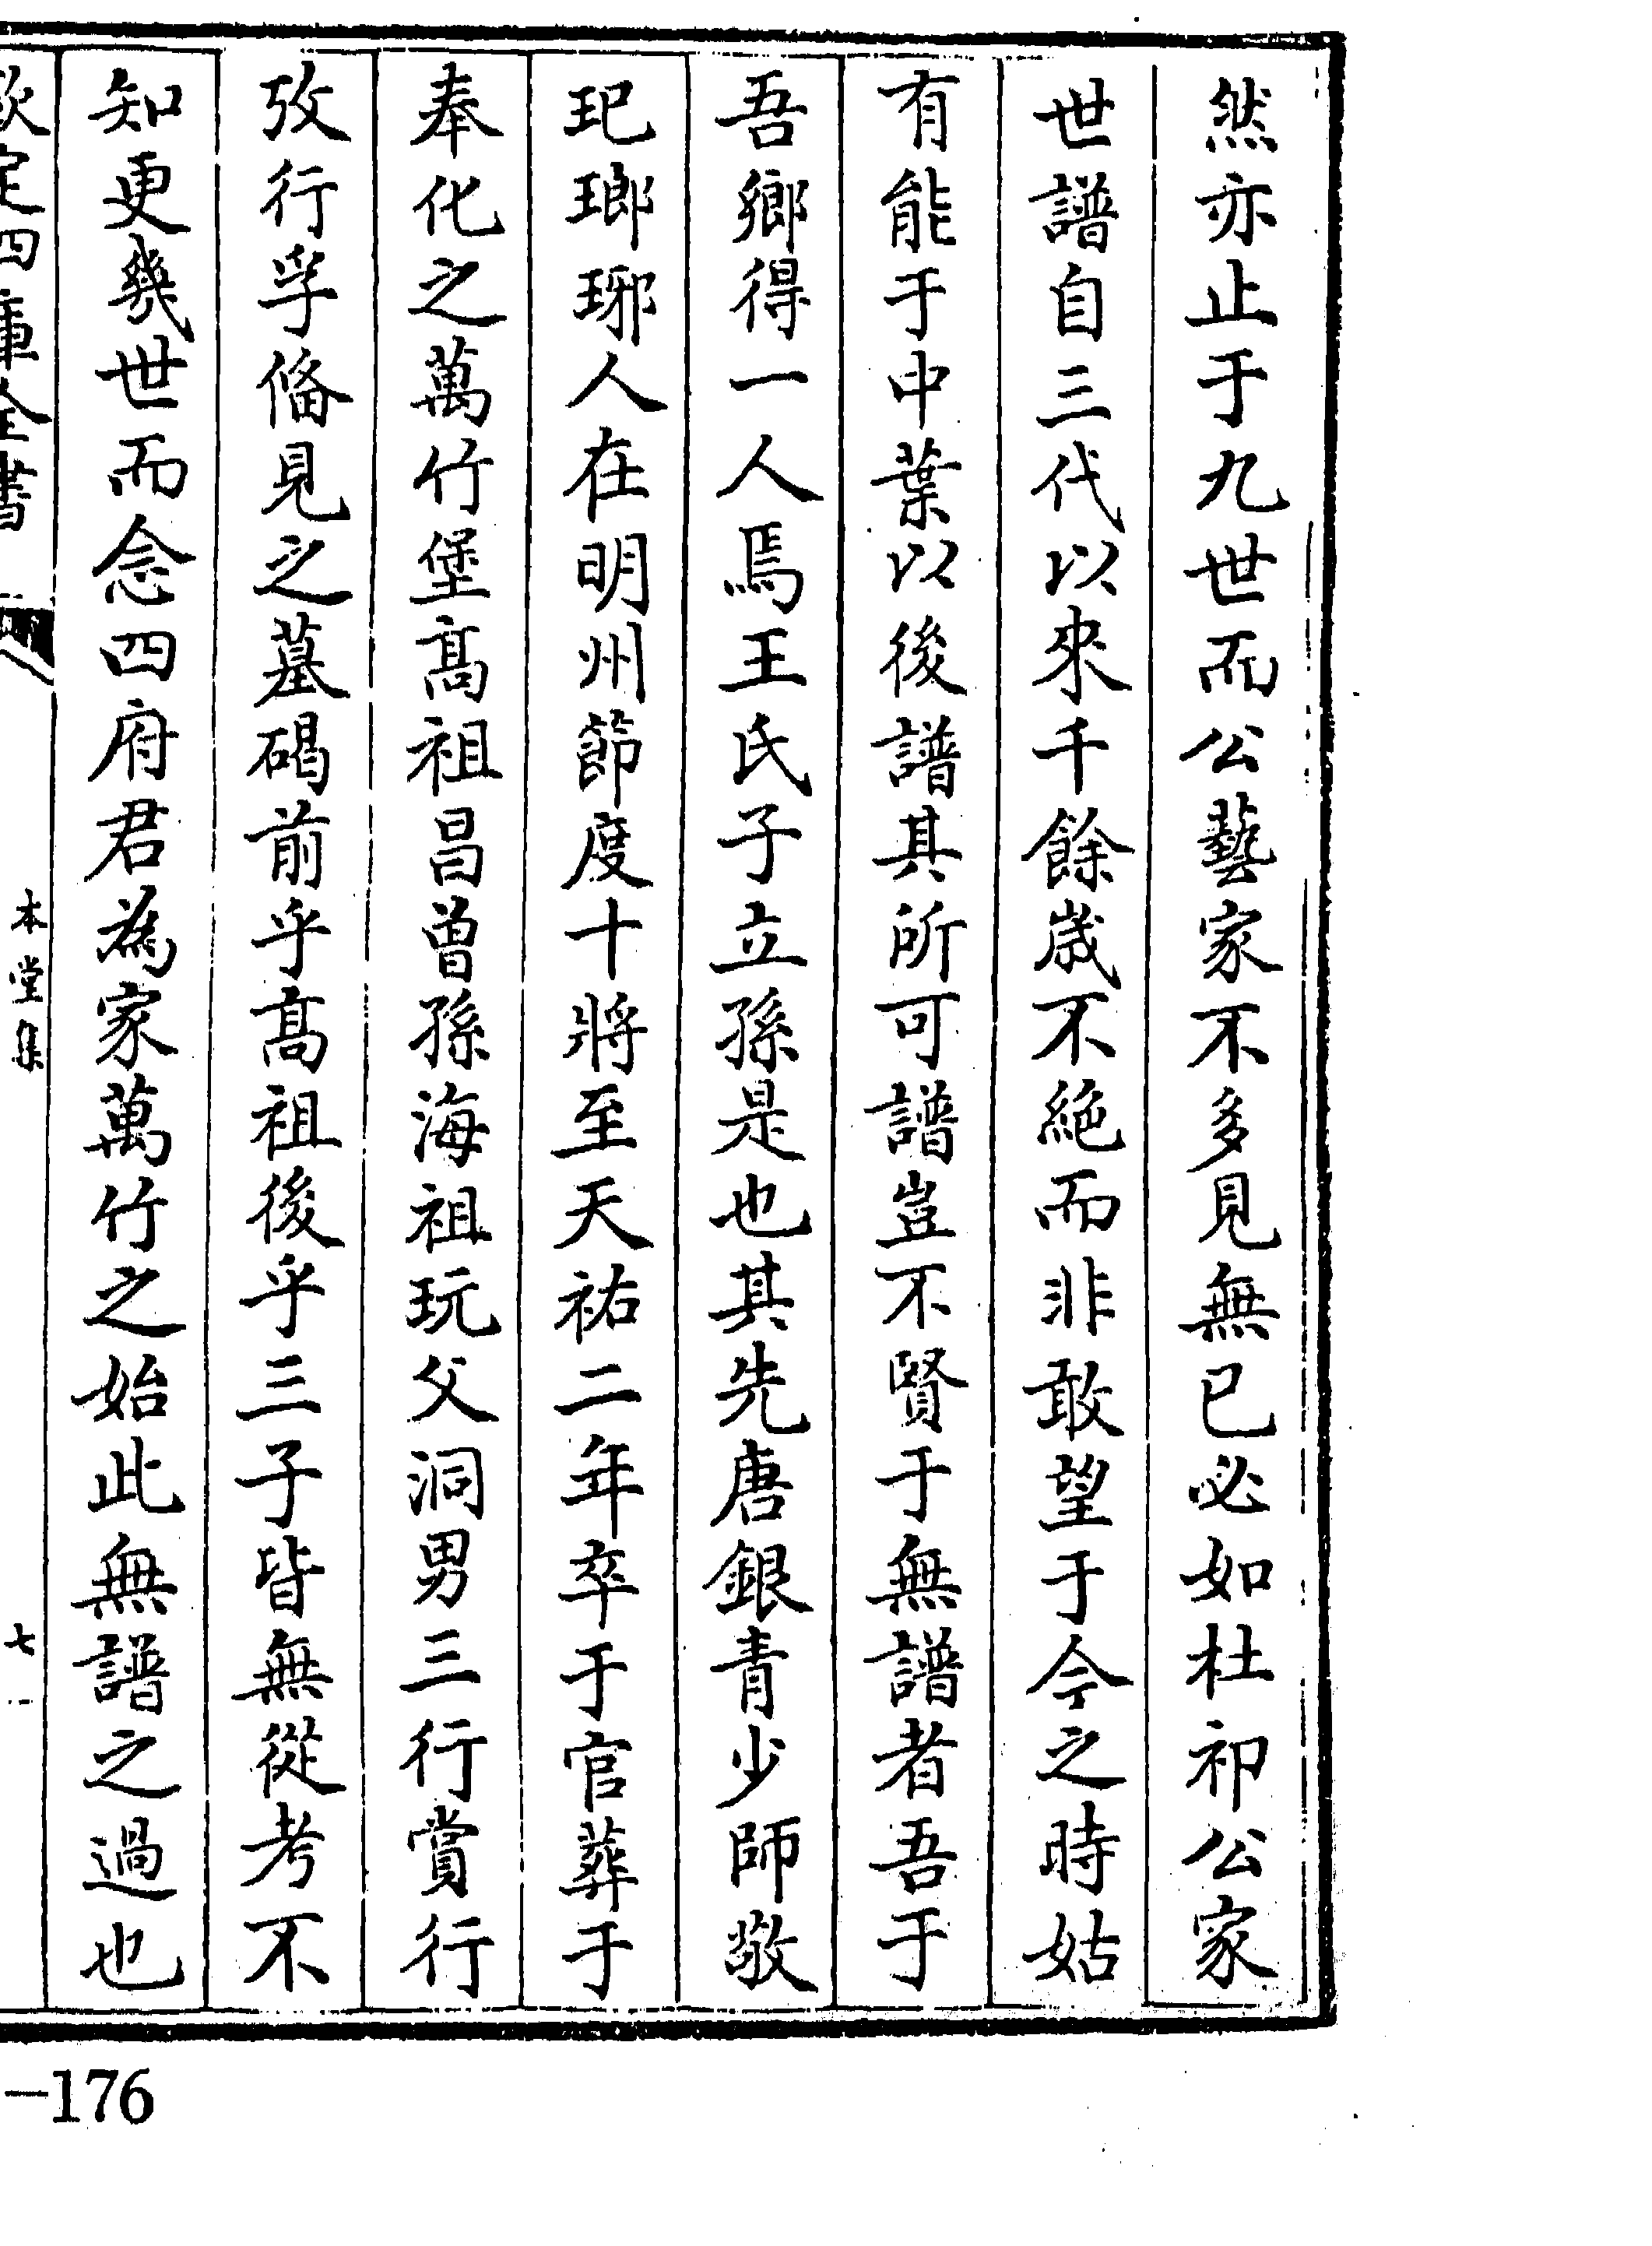 然亦止于九世而公藝家不多見無已必如杜祁公家
世譜自三代以來千餘歳不絶而非敢望于今之時姑
有能于中葉以後譜其所可譜豈不賢于無譜者吾于
吾鄉得一人焉王氏子立孫是也其先唐銀青少師敬
玘瑯琊人在明州節度十將至天祐二年卒于官葬于
奉化之萬竹堡髙祖昌曽孫海祖玩父洞男三行賞行
攷行孚偹見之墓碣前乎髙祖後乎三子皆無從考不
知更幾世而念四府君為家萬竹之始此無譜之過也
欽定四庫全書
本堂集
七
-176